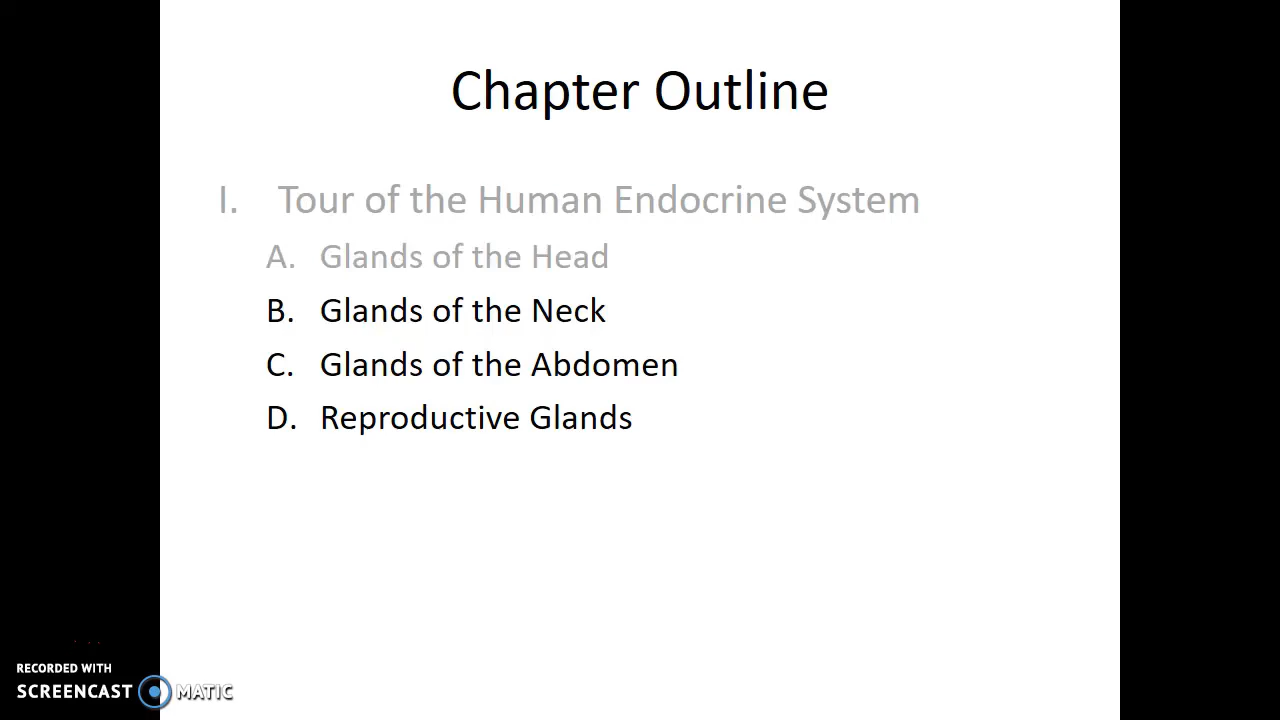 Chapter Outline
I. Tour of the Human Endocrine System
A. Glands of the Head
B. Glands of the Neck
C. Glands of the Abdomen
D. Reproductive Glands
RECORDED WITH
SCREENCAST MATIC